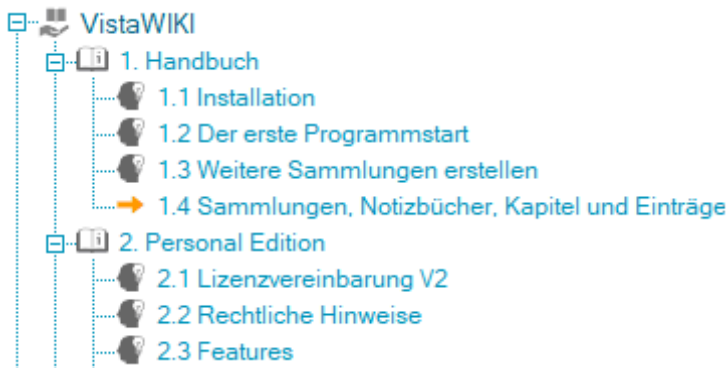 VistaWIKI
1. Handbuch
1.1 Installation
1.2 Der erste Programmstart
1.3 Weitere Sammlungen erstellen
1.4 Sammlungen, Notizbücher, Kapitel und Einträge
2. Personal Edition
2.1 Lizenzvereinbarung V2
2.2 Rechtliche Hinweise
2.3 Features